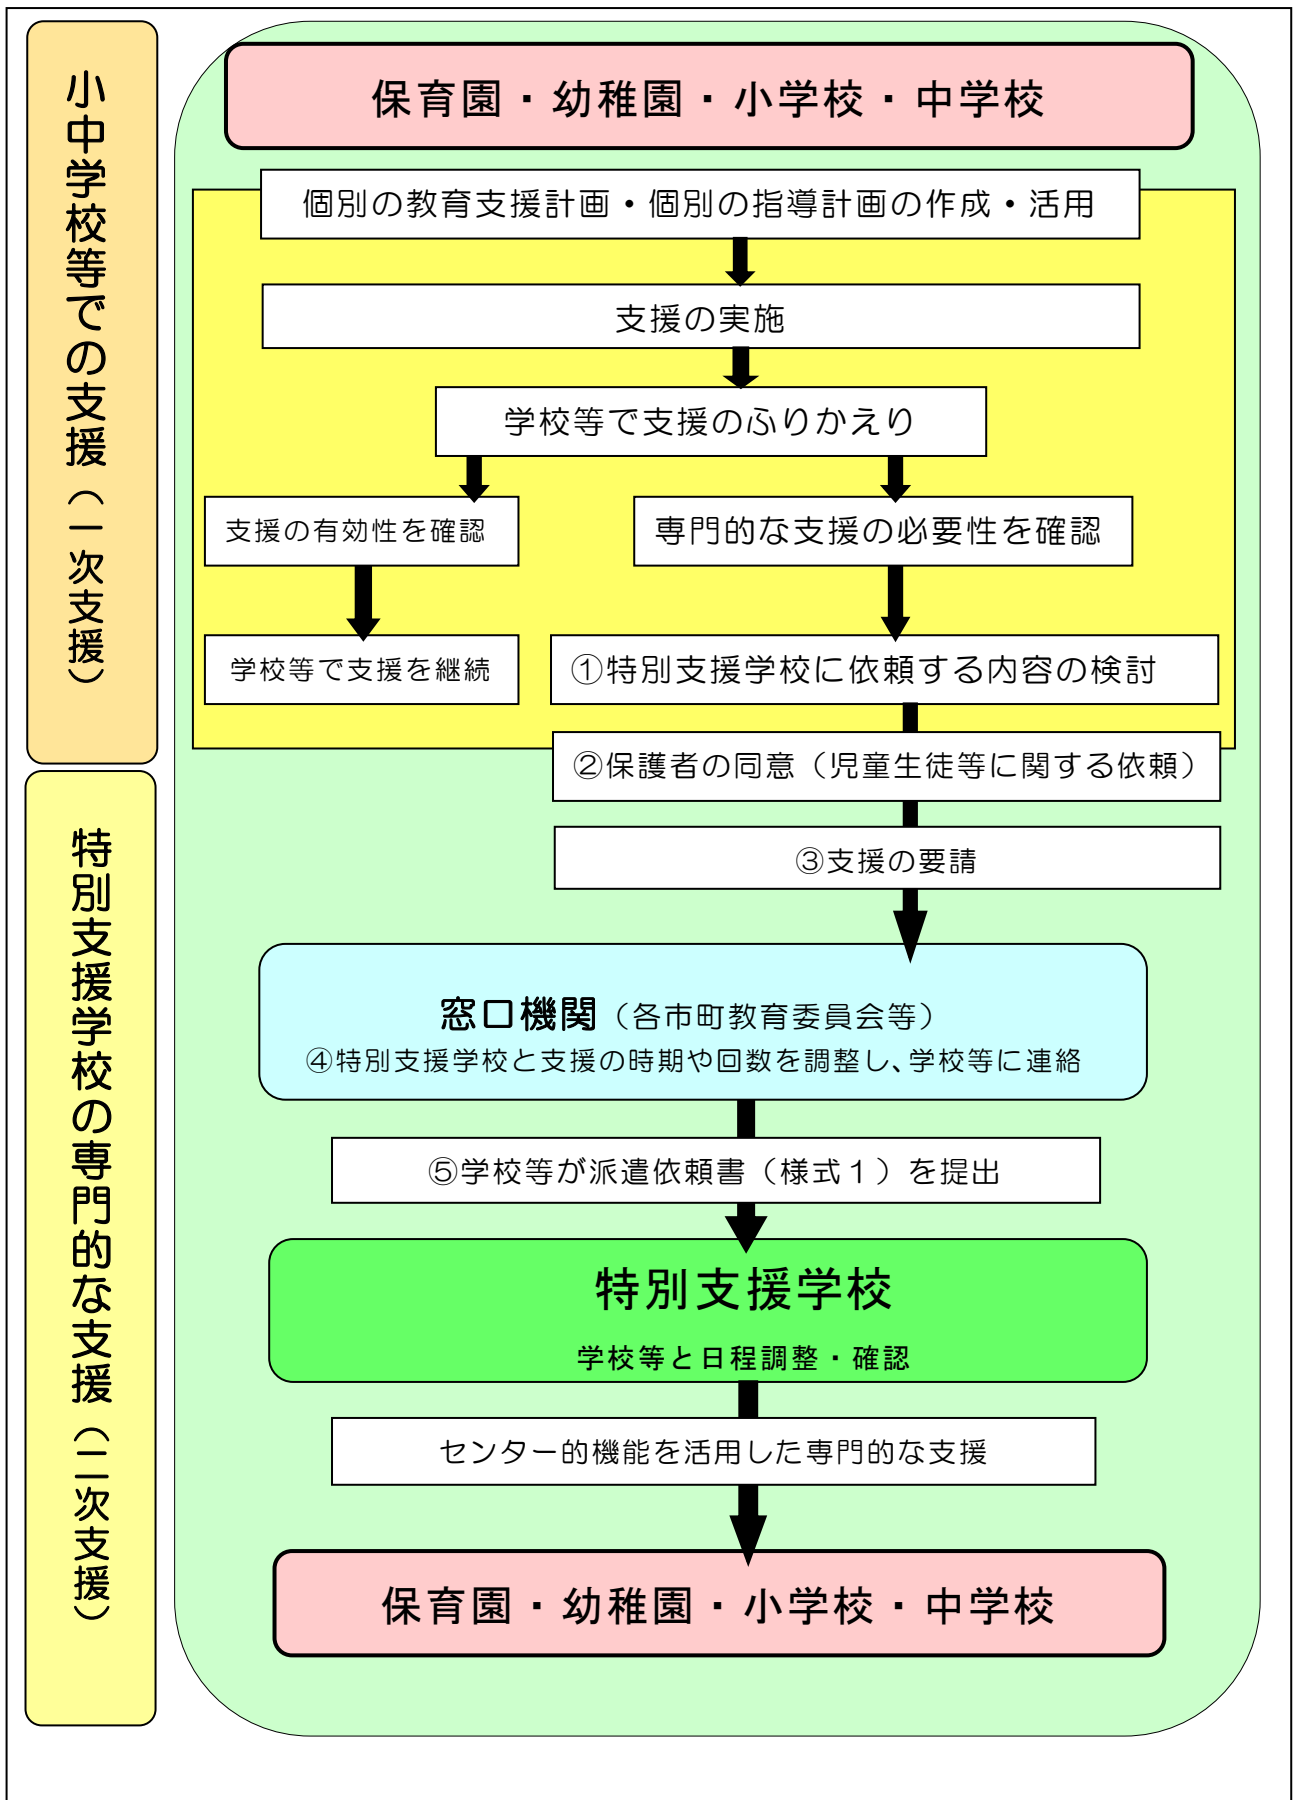 小中学校等での支援（一次支援）
保育園・幼稚園・小学校・中学校
個別の教育支援計画・個別の指導計画の作成・活用
支援の実施
学校等で支援のふりかえり
支援の有効性を確認
専門的な支援の必要性を確認
学校等で支援を継続
①特別支援学校に依頼する内容の検討
②保護者の同意（児童生徒等に関する依頼）
③支援の要請
特別支援学校の専門的な支援（二次支援）
窓口機関（各市町教育委員会等）
④特別支援学校と支援の時期や回数を調整し、学校等に連絡
⑤学校等が派遣依頼書（様式１）を提出
特別支援学校
学校等と日程調整・確認
センター的機能を活用した専門的な支援
保育園・幼稚園・小学校・中学校